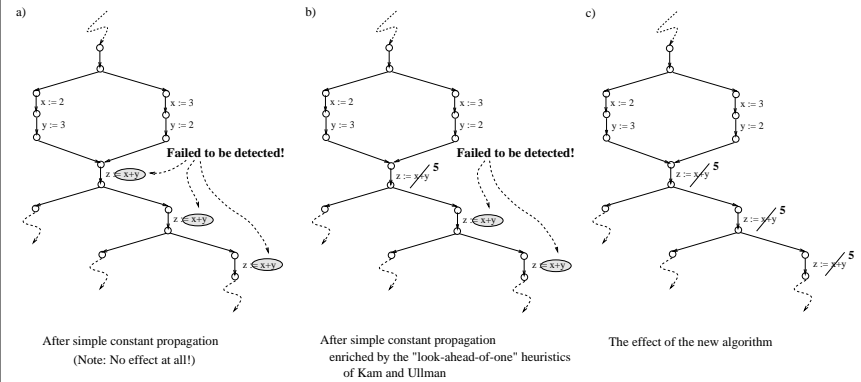 a)
x := 2
y := 3
x := 3
y := 2
Failed to be detected!
z := x+y
z := x+y
z := x+y
After simple constant propagation
(Note: No effect at all!)
b)
x := 2
y := 3
x := 3
y := 2
Failed to be detected!
z := x+y 5
z := x+y
z := x+y
After simple constant propagation
enriched by the "look-ahead-of-one" heuristics
of Kam and Ullman
c)
x := 2
y := 3
x := 3
y := 2
z := x+y 5
z := x+y 5
z := x+y 5
The effect of the new algorithm